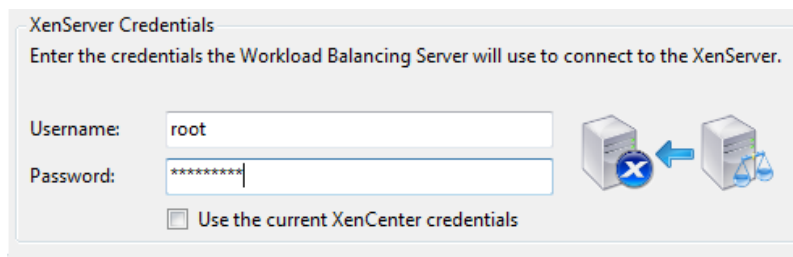 XenServer Credentials
Enter the credentials the Workload Balancing Server will use to connect to the XenServer.
Username: root
Password: *********
Use the current XenCenter credentials